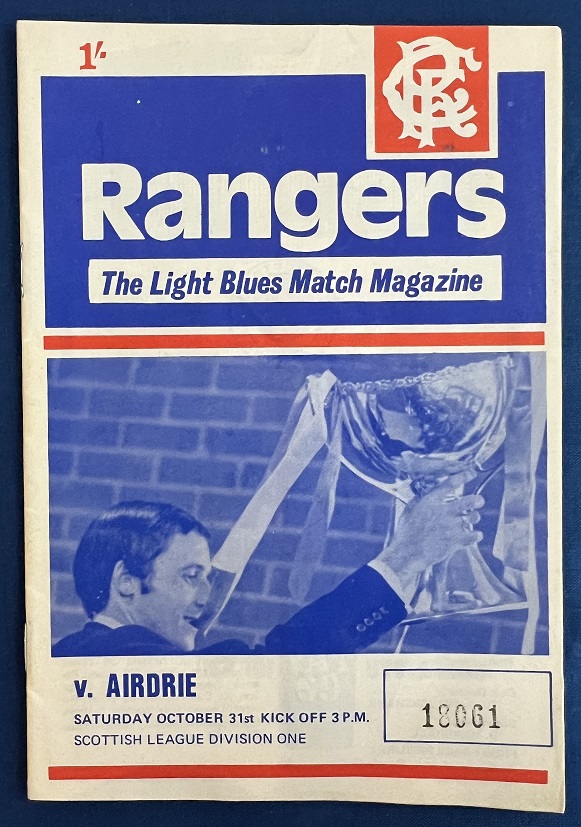 1/-
RFC
Rangers
The Light Blues Match Magazine
v. AIRDRIE
SATURDAY OCTOBER 31st KICK OFF 3 P.M.
SCOTTISH LEAGUE DIVISION ONE
18061